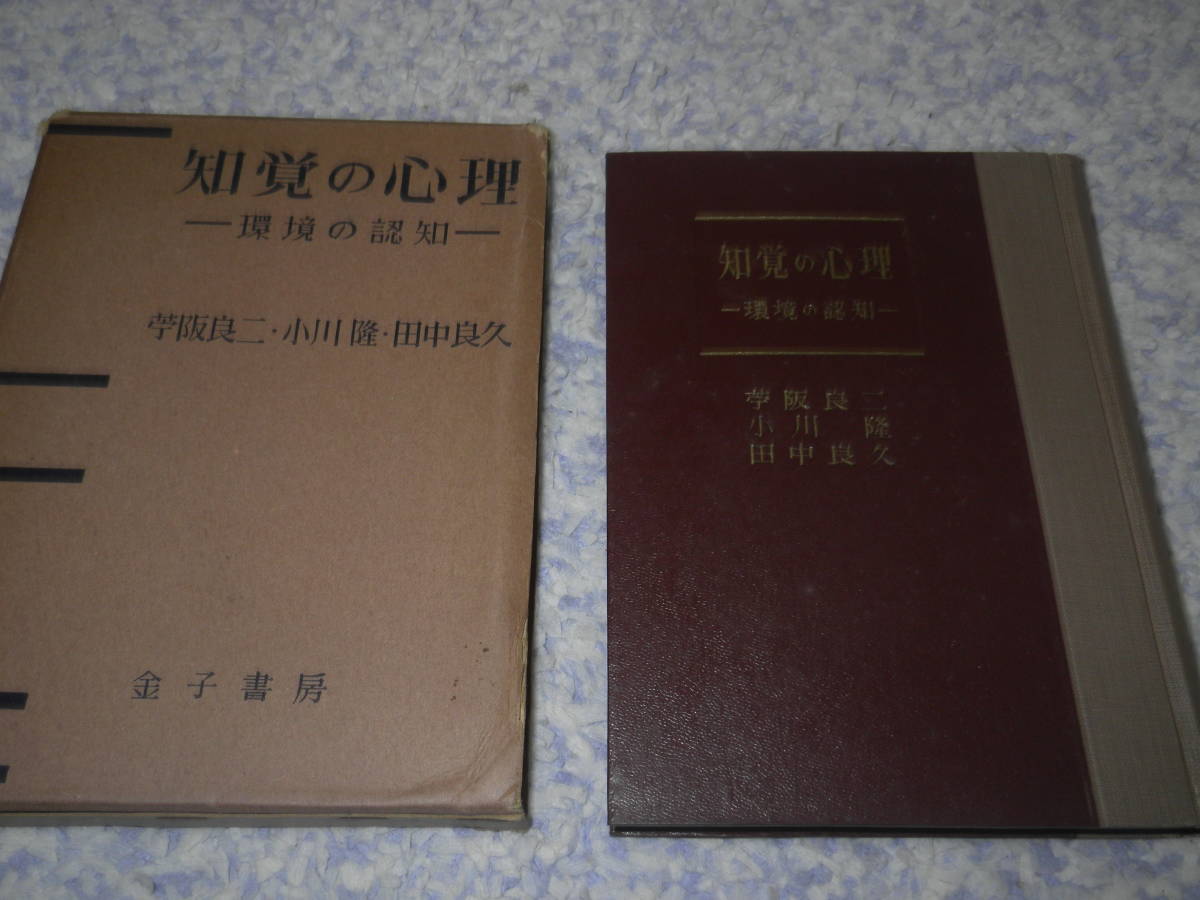 知覚の心理
―環境の認知―
苧阪良二・小川隆・田中良久
金子書房
知覚の心理
―環境の認知―
苧阪良二
小川 隆
田中良久